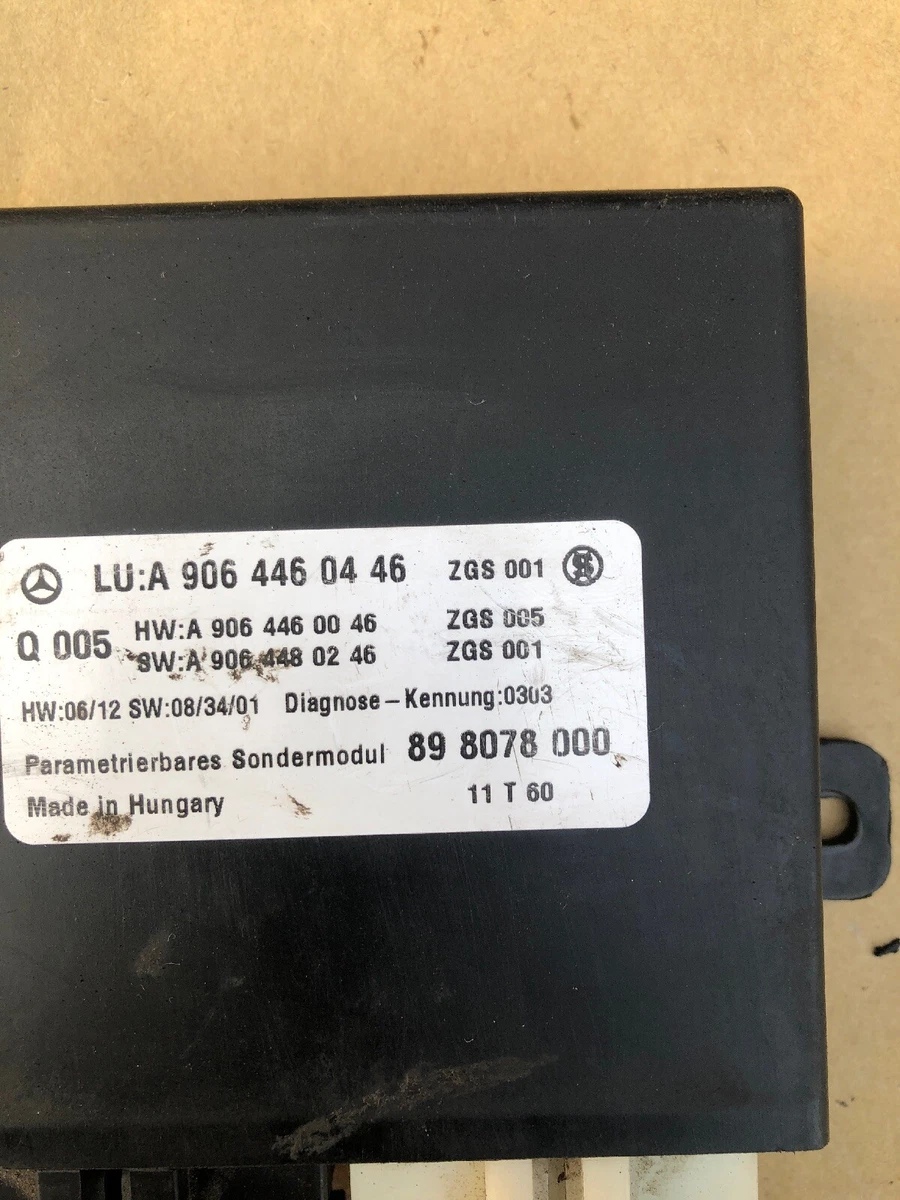 LU:A 906 446 04 46 ZGS 001
Q 005 HW:A 906 446 00 46 ZGS 005
SW:A 906 448 02 46 ZGS 001
HW:06/12 SW:08/34/01 Diagnose-Kennung:0303
Parametrierbares Sondermodul 89 8078 000
Made in Hungary 11 T 60